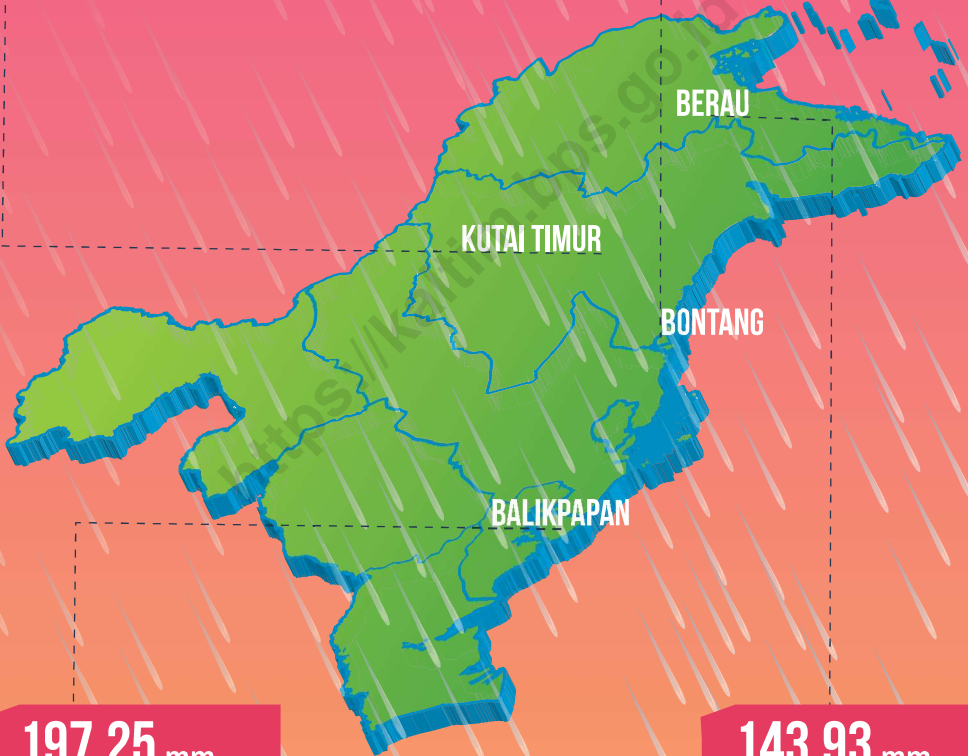 BERAU
KUTAI TIMUR
BONTANG
BALIKPAPAN
https://kaltim.bps.go.id
197,25 mm
143,93 mm